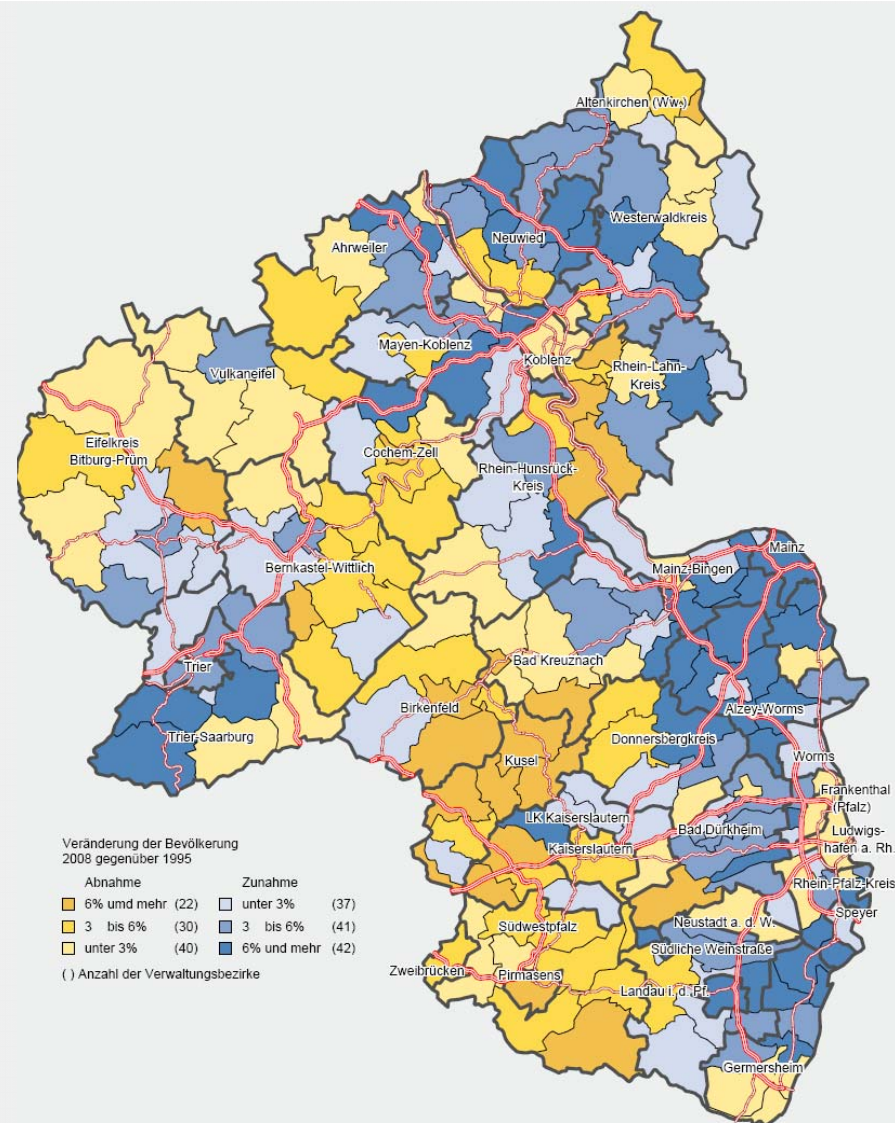 Altenkirchen (Ww.)
Westerwaldkreis
Neuwied
Ahrweiler
Mayen-Koblenz
Koblenz
Vulkaneifel
Rhein-Lahn-
Kreis
Eifelkreis
Bitburg-Prüm
Cochem-Zell
Rhein-Hunsrück-
Kreis
Mainz
Bernkastel-Wittlich
Mainz-Bingen
Trier
Bad Kreuznach
Birkenfeld
Alzey-Worms
Trier-Saarburg
Donnersbergkreis
Kusel
Worms
Frankenthal
(Pfalz)
LK Kaiserslautern
Bad Dürkheim
Ludwigs-
hafen a. Rh.
Kaiserslautern
Rhein-Pfalz-Kreis
Speyer
Neustadt a. d. W.
Südwestpfalz
Südliche Weinstraße
Zweibrücken
Pirmasens
Landau i. d. Pf.
Germersheim
Veränderung der Bevölkerung
2008 gegenüber 1995
Abnahme Zunahme
6% umd mehr (22) unter 3% (37)
3 bis 6% (30) 3 bis 6% (41)
unter 3% (40) 6% und mehr (42)
( ) Anzahl der Verwaltungsbezirke